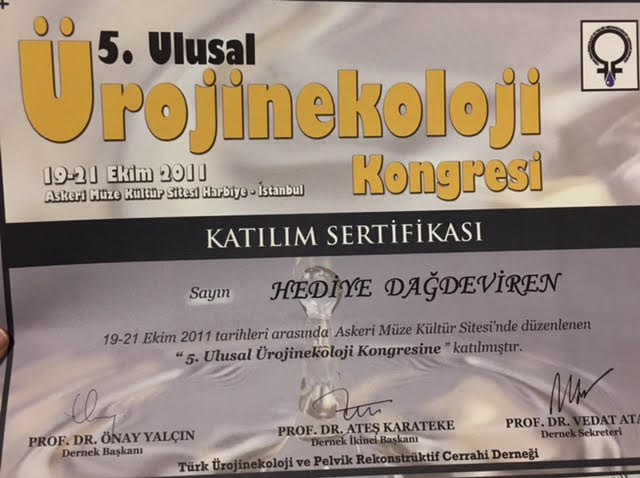 5. Ulusal
Ürojinekoloji
Kongresi
19-21 Ekim 2011
Askeri Müze Kültür Sitesi Harbiye - İstanbul
KATILIM SERTİFİKASI
Sayın HEDİYE DAĞDEVİREN
19-21 Ekim 2011 tarihleri arasında Askeri Müze Kültür Sitesi'nde düzenlenen
“ 5. Ulusal Ürojinekoloji Kongresine ” katılmıştır.
PROF. DR. ÖNAY YALÇIN
Dernek Başkanı
PROF. DR. ATEŞ KARATEKE
Dernek İkinci Başkanı
PROF. DR. VEDAT ATA
Dernek Sekreteri
Türk Ürojinekoloji ve Pelvik Rekonstrüktif Cerrahi Derneği